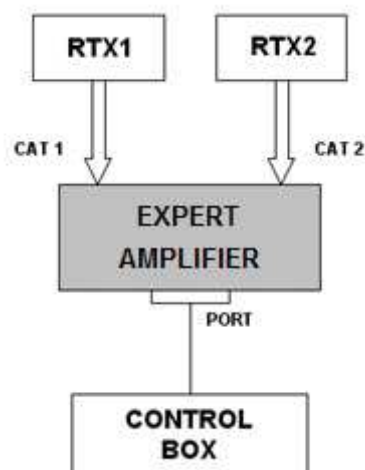 RTX1 RTX2
CAT 1 CAT 2
EXPERT
AMPLIFIER
PORT
CONTROL
BOX